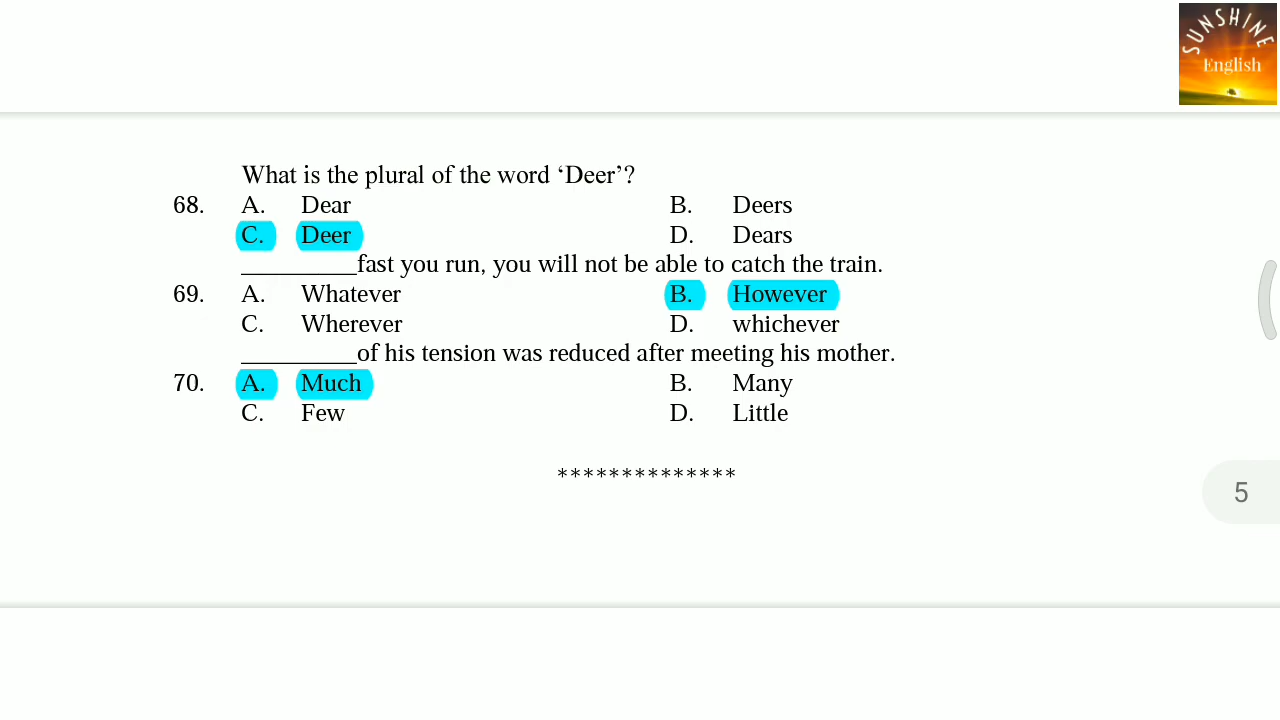 SUNSHINE
English
What is the plural of the word ‘Deer’?
68. A. Dear B. Deers
C. Deer D. Dears
_________fast you run, you will not be able to catch the train.
69. A. Whatever B. However
C. Wherever D. whichever
_________of his tension was reduced after meeting his mother.
70. A. Much B. Many
C. Few D. Little
**************
5